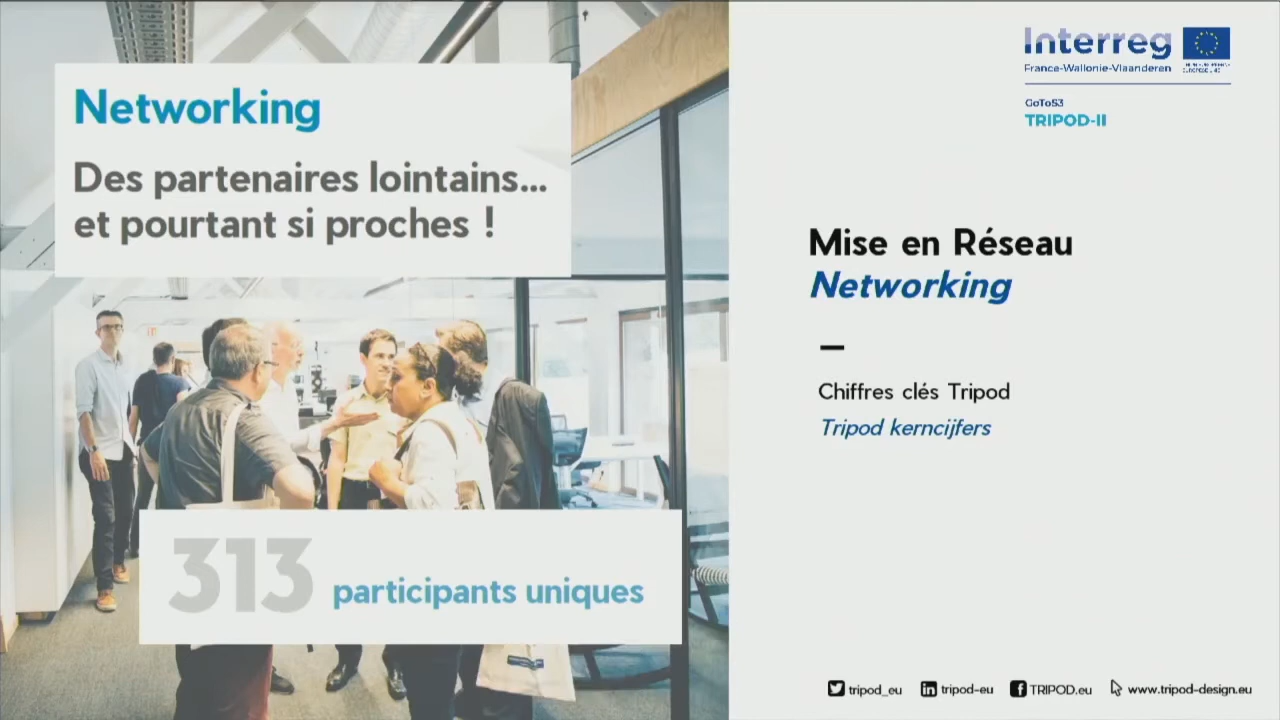 Networking
Des partenaires lointains...
et pourtant si proches !
313 participants uniques
Interreg
France-Wallonie-Vlaanderen
GoToS3
TRIPOD-II
Mise en Réseau
Networking
Chiffres clés Tripod
Tripod kerncijfers
tripod_eu tripod-eu TRIPOD.eu www.tripod-design.eu